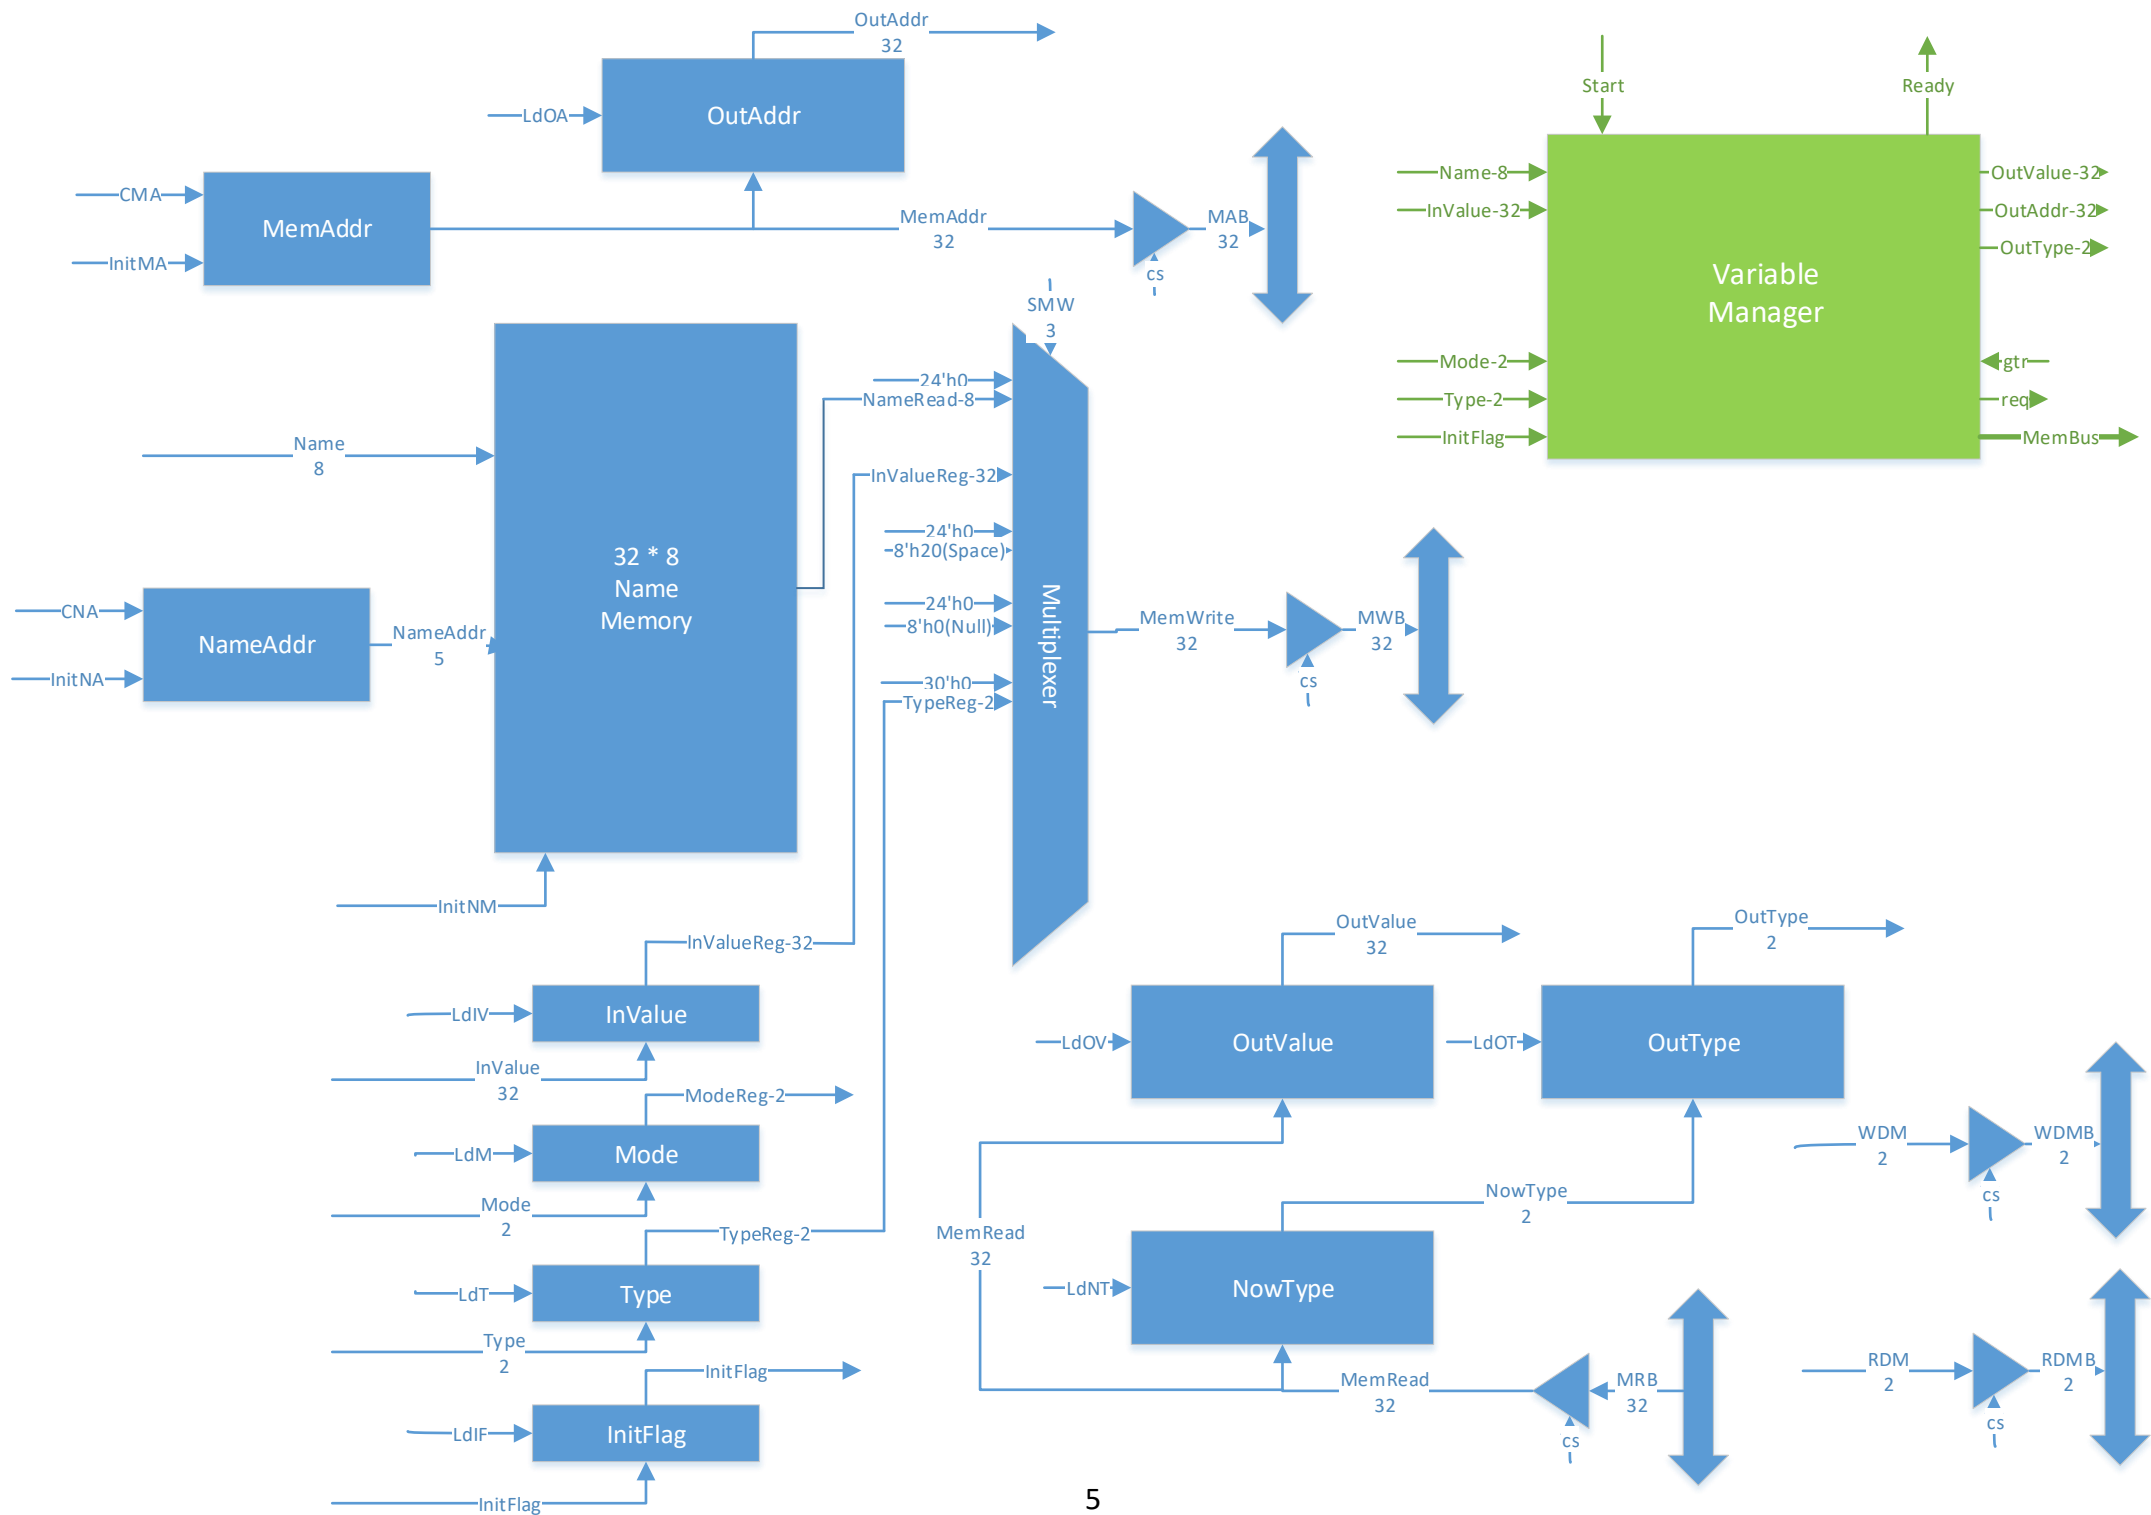 OutAddr
32
LdOA
OutAddr
CMA
InitMA
MemAddr
MemAddr
32
MAB
32
cs
Start
Ready
Name-8
InValue-32
Mode-2
Type-2
InitFlag
Variable
Manager
OutValue-32
OutAddr-32
OutType-2
gtr
req
MemBus
Name
8
CNA
InitNA
NameAddr
NameAddr
5
32 * 8
Name
Memory
InitNM
SMW
3
24'h0
NameRead-8
InValueReg-32
24'h0
8'h20(Space)
24'h0
8'h0(Null)
30'h0
TypeReg-2
Multiplexer
MemWrite
32
MWB
32
cs
InValueReg-32
LdIV
InValue
InValue
32
ModeReg-2
LdM
Mode
Mode
2
TypeReg-2
LdT
Type
Type
2
InitFlag
LdIF
InitFlag
InitFlag
OutValue
32
LdOV
OutValue
OutType
2
LdOT
OutType
MemRead
32
NowType
2
LdNT
NowType
MemRead
32
MRB
32
cs
WDM
2
WDMB
2
cs
RDM
2
RDMB
2
cs
5